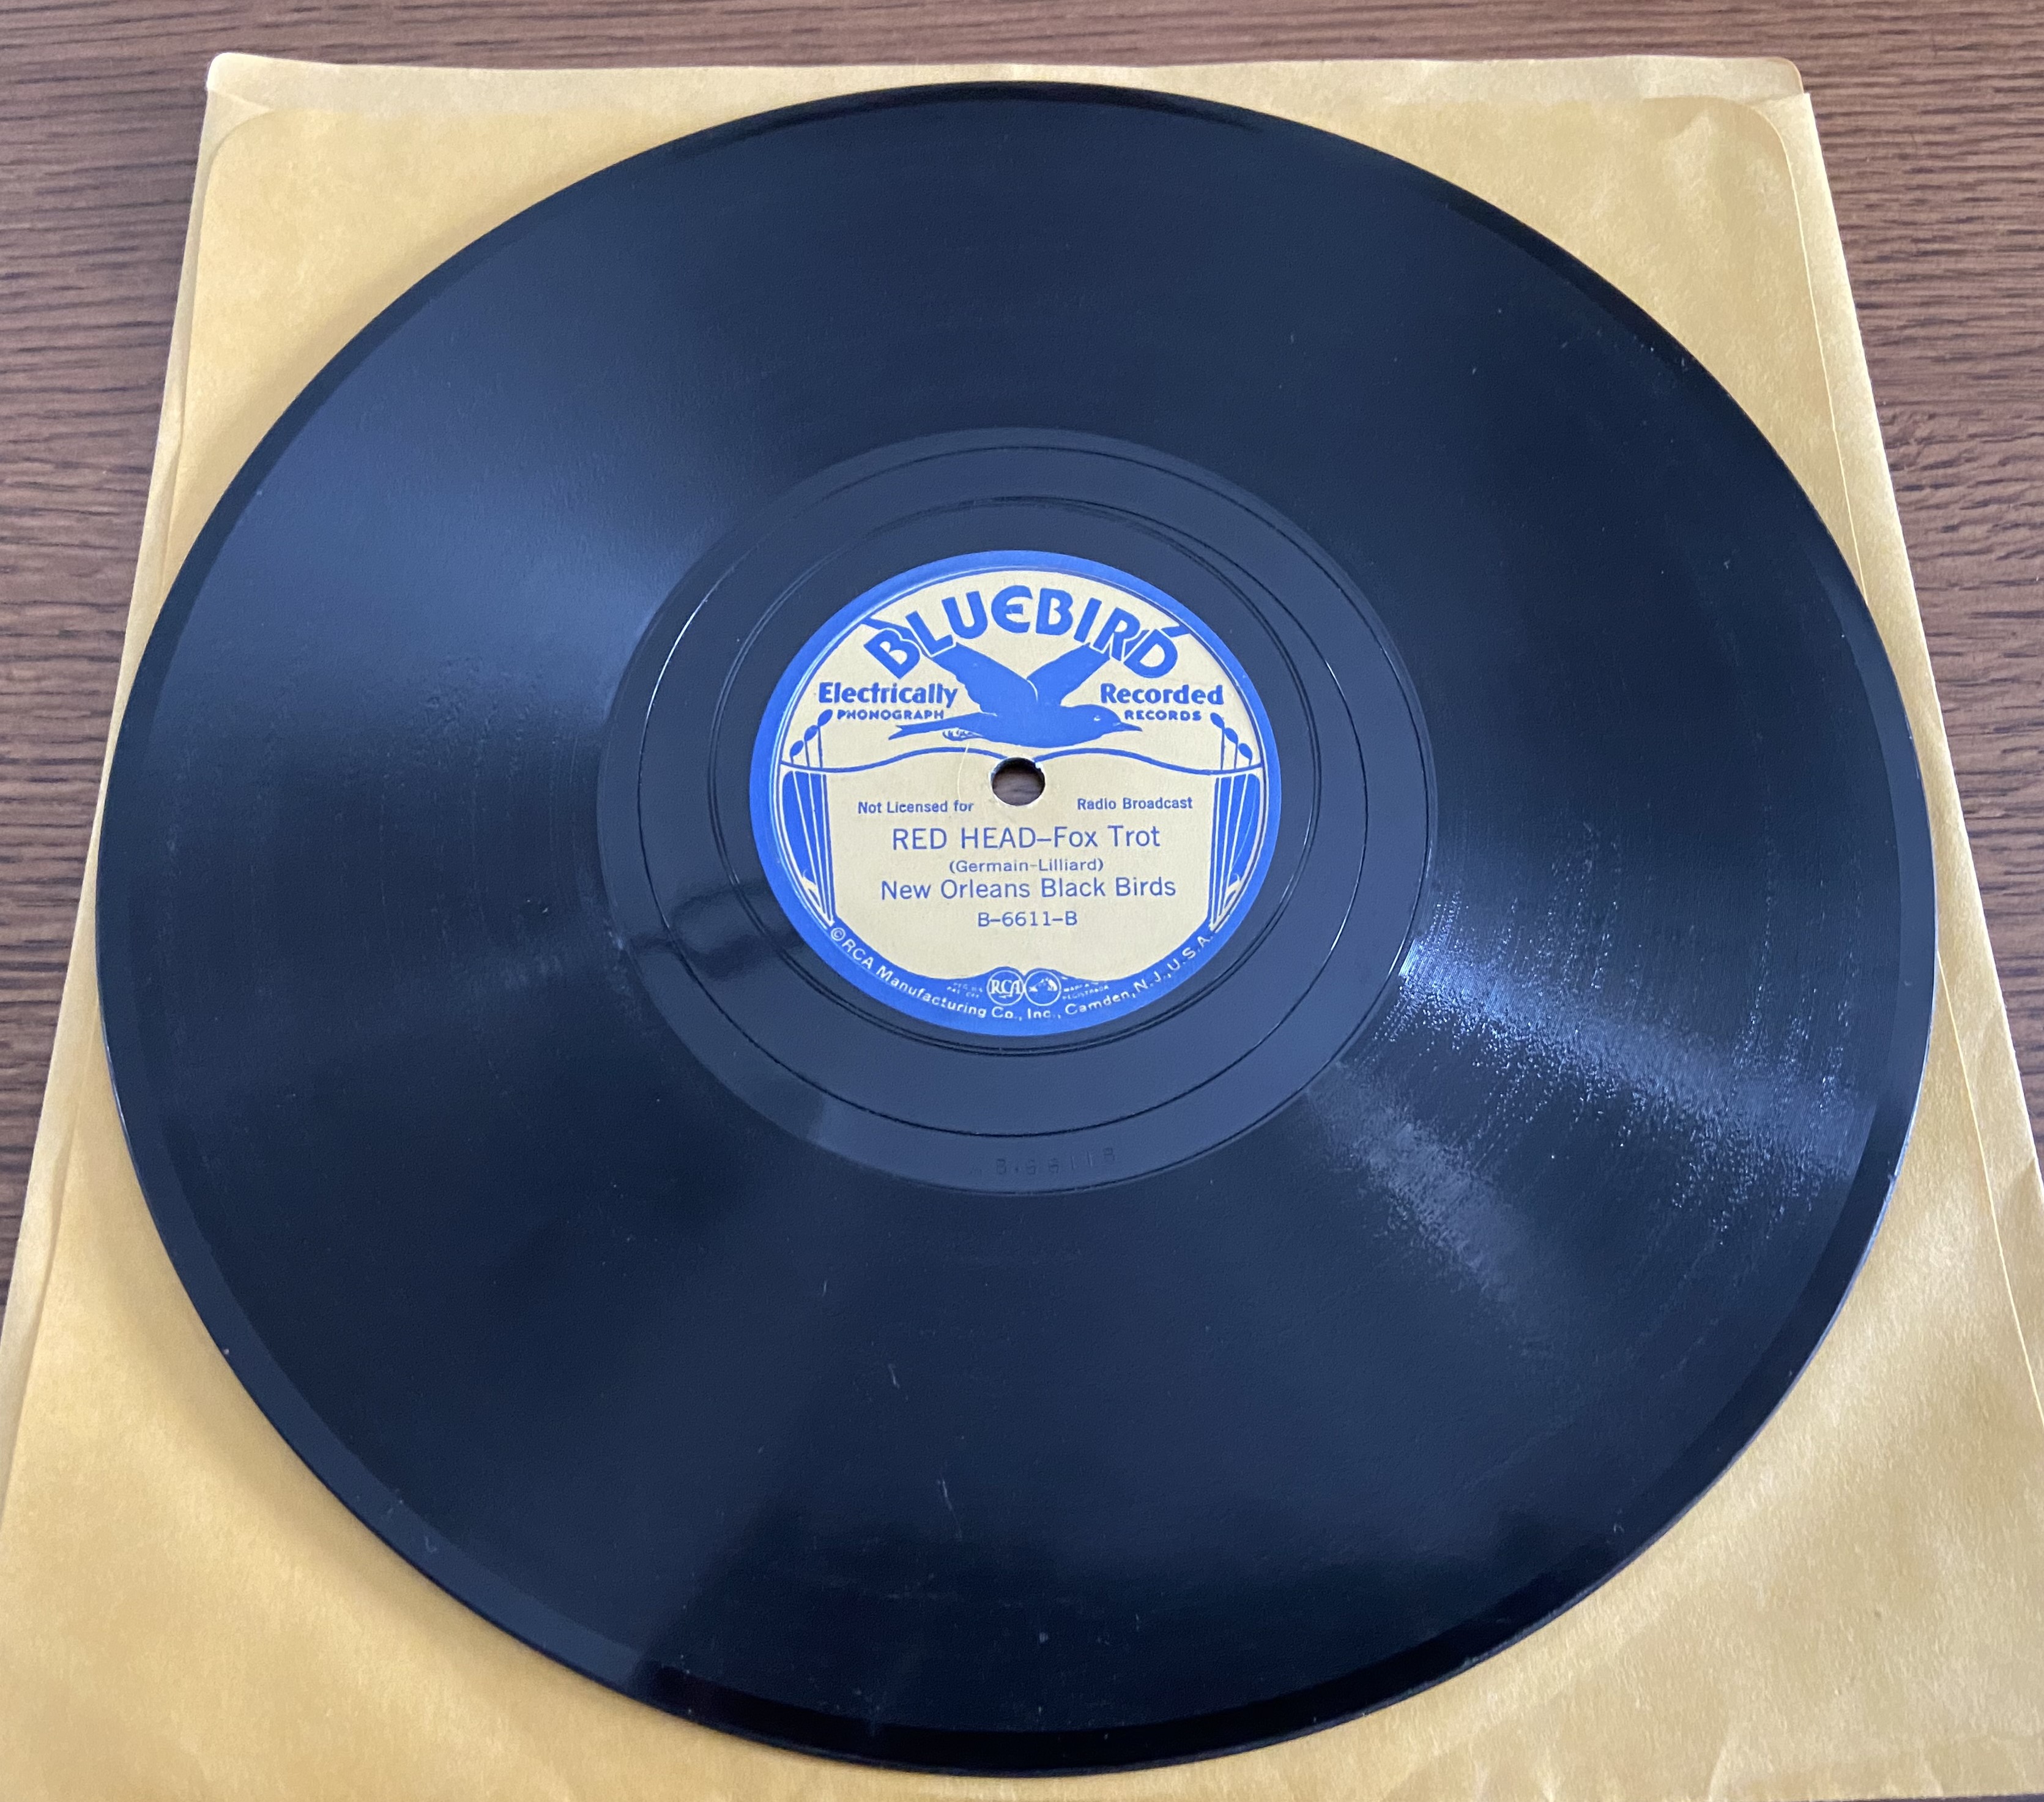 BLUEBIRD
Electrically Recorded
PHONOGRAPH RECORDS
Not Licensed for Radio Broadcast
RED HEAD–Fox Trot
(Germain-Lilliard)
New Orleans Black Birds
B–6611–B
RCA
©RCA Manufacturing Co., Inc., Camden, N.J., U.S.A.